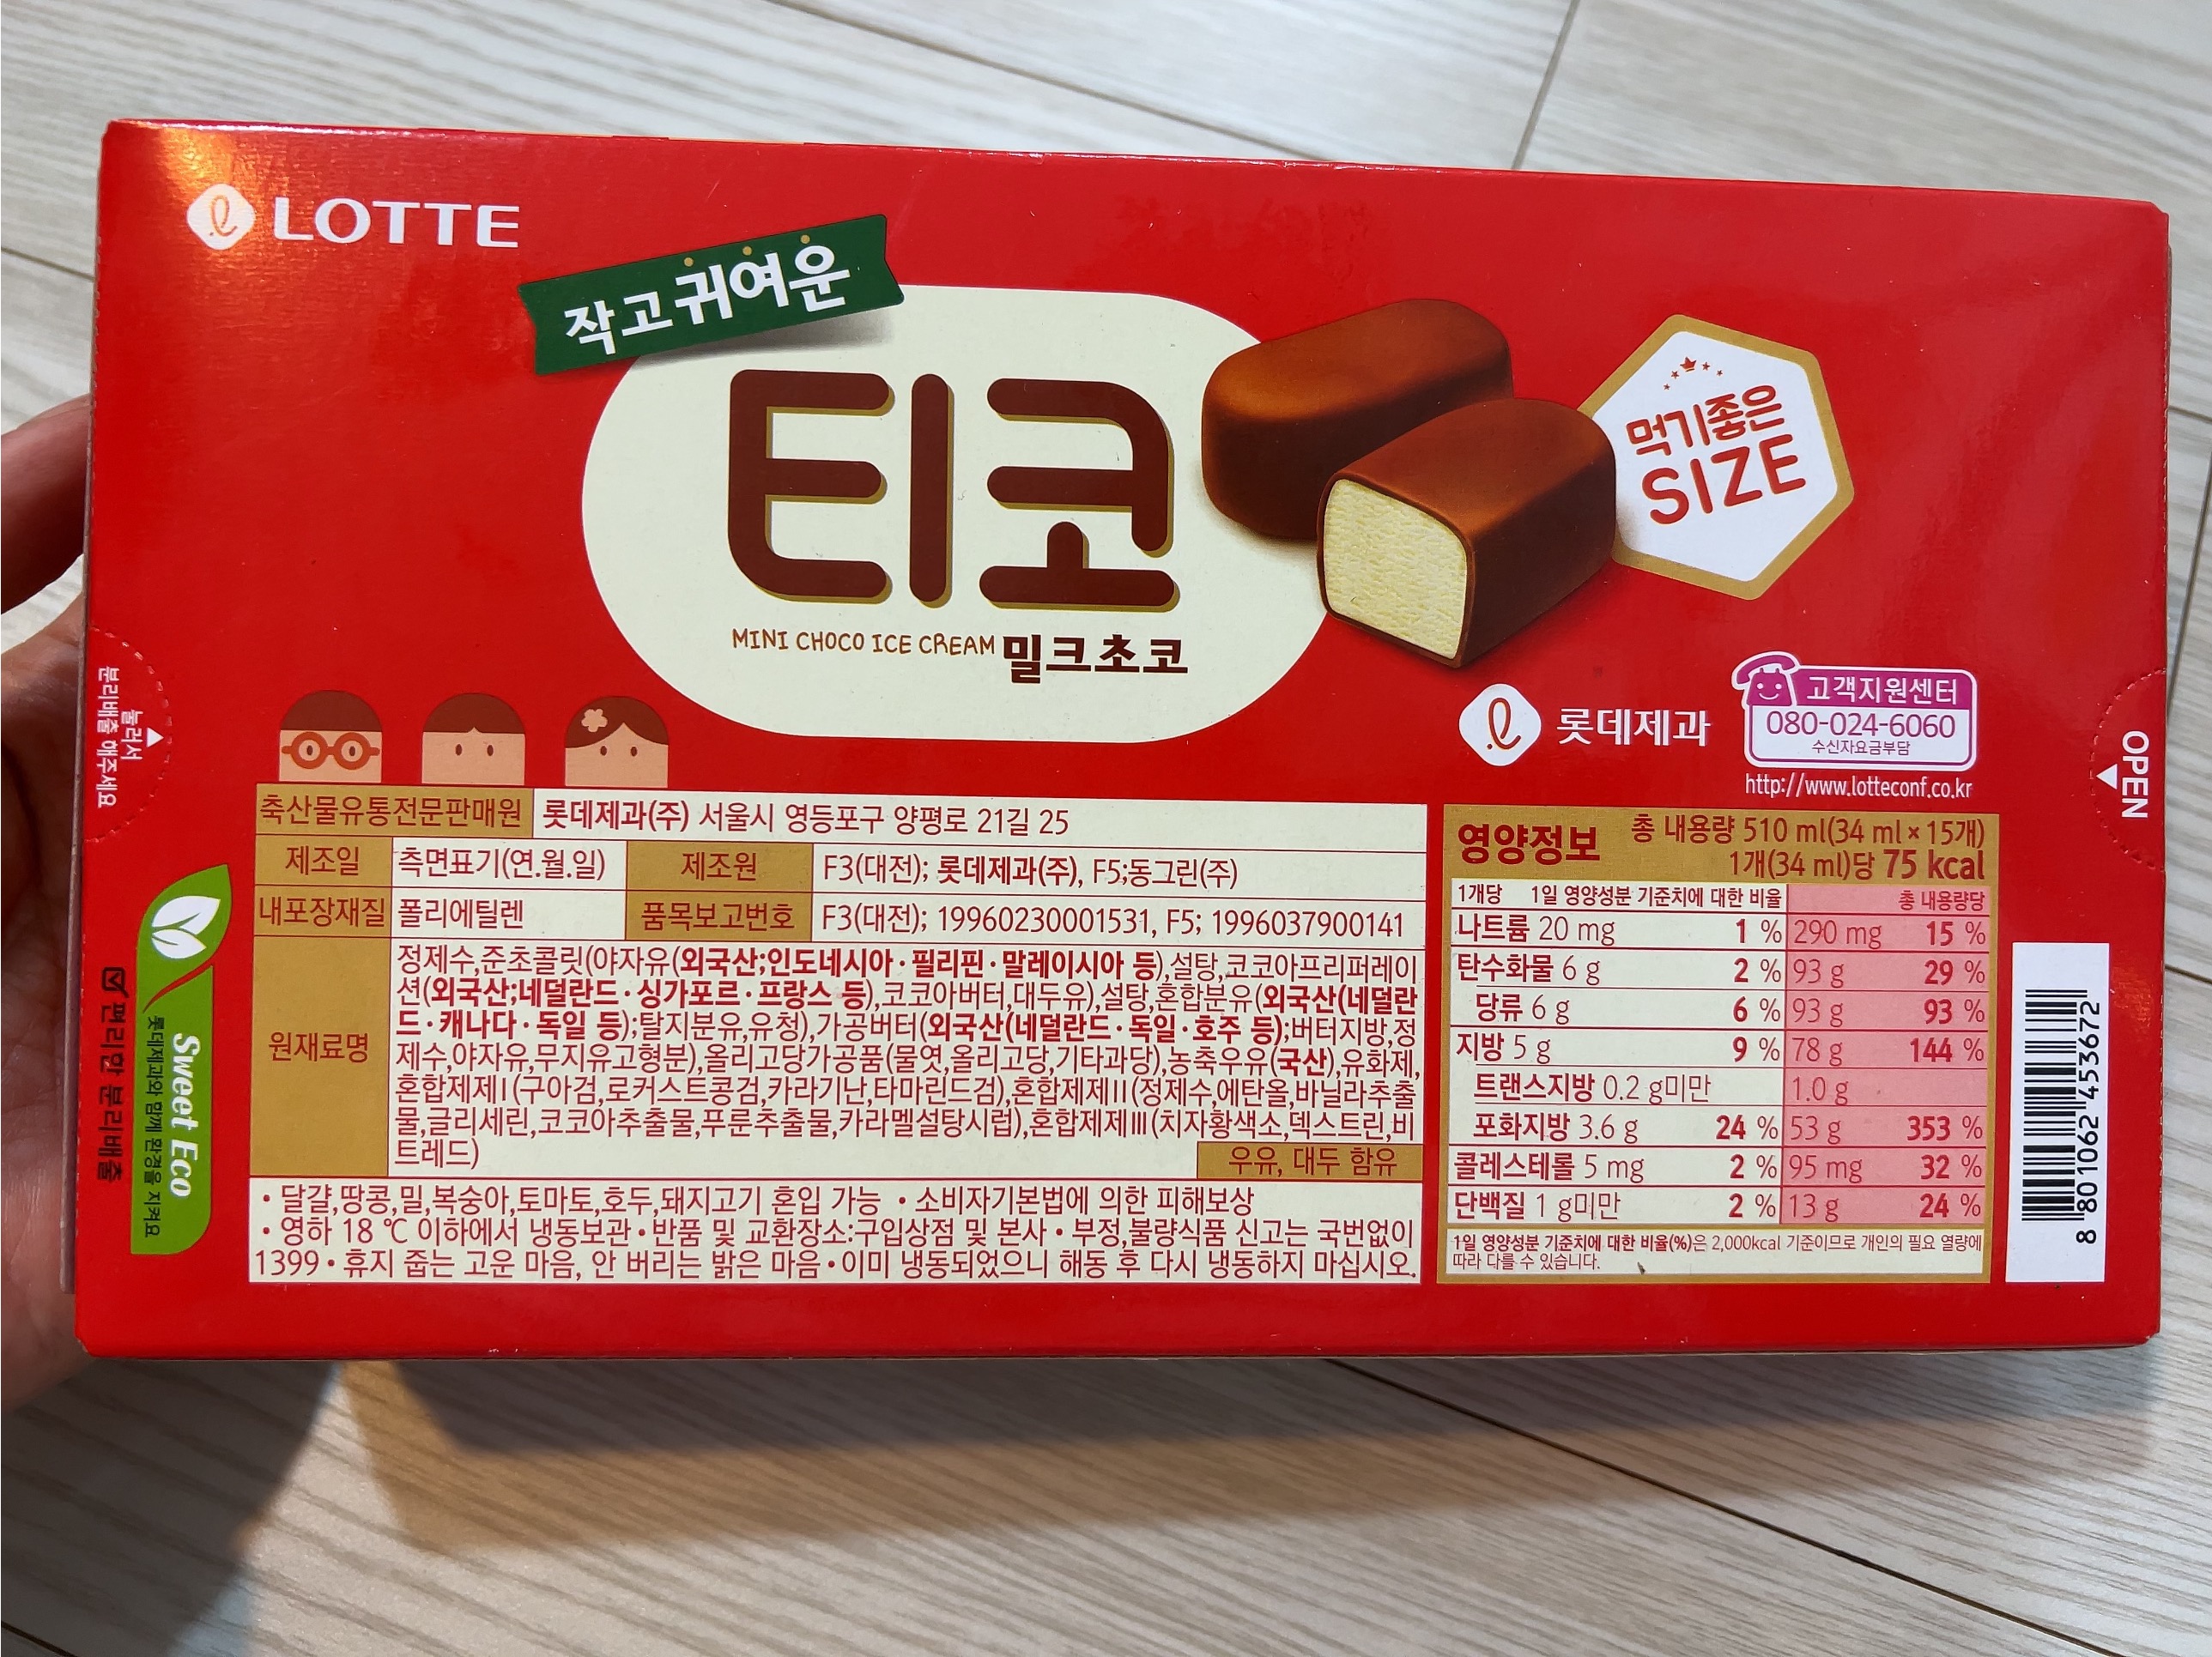 LOTTE
작고 귀여운
티코
MINI CHOCO ICE CREAM 밀크초코
먹기좋은
SIZE
롯데제과
고객지원센터
080-024-6060
수신자요금부담
http://www.lotteconf.co.kr
눌러서
분리배출 해주세요
OPEN
축산물유통전문판매원 롯데제과(주) 서울시 영등포구 양평로 21길 25
제조일 측면표기(연.월.일) 제조원 F3(대전); 롯데제과(주), F5;동그린(주)
내포장재질 폴리에틸렌 품목보고번호 F3(대전); 19960230001531, F5; 1996037900141
원재료명
정제수,준초콜릿(야자유(외국산;인도네시아·필리핀·말레이시아 등),설탕,코코아프리퍼레이
션(외국산;네덜란드·싱가포르·프랑스 등),코코아버터,대두유),설탕,혼합분유(외국산(네덜란
드·캐나다·독일 등);탈지분유,유청),가공버터(외국산(네덜란드·독일·호주 등);버터지방,정
제수,야자유,무지유고형분),올리고당가공품(물엿,올리고당,기타과당),농축우유(국산),유화제,
혼합제제Ⅰ(구아검,로커스트콩검,카라기난,타마린드검),혼합제제Ⅱ(정제수,에탄올,바닐라추출
물,글리세린,코코아추출물,푸룬추출물,카라멜설탕시럽),혼합제제Ⅲ(치자황색소,덱스트린,비
트레드)
우유, 대두 함유
• 달걀,땅콩,밀,복숭아,토마토,호두,돼지고기 혼입 가능 • 소비자기본법에 의한 피해보상
• 영하 18 ℃ 이하에서 냉동보관 • 반품 및 교환장소:구입상점 및 본사 • 부정,불량식품 신고는 국번없이
1399 • 휴지 줍는 고운 마음, 안 버리는 밝은 마음 • 이미 냉동되었으니 해동 후 다시 냉동하지 마십시오.
영양정보 총 내용량 510 ml(34 ml × 15개)
1개(34 ml)당 75 kcal
1개당 1일 영양성분 기준치에 대한 비율 총 내용량당
나트륨 20 mg 1 % 290 mg 15 %
탄수화물 6 g 2 % 93 g 29 %
당류 6 g 6 % 93 g 93 %
지방 5 g 9 % 78 g 144 %
트랜스지방 0.2 g미만 1.0 g
포화지방 3.6 g 24 % 53 g 353 %
콜레스테롤 5 mg 2 % 95 mg 32 %
단백질 1 g미만 2 % 13 g 24 %
1일 영양성분 기준치에 대한 비율(%)은 2,000kcal 기준이므로 개인의 필요 열량에
따라 다를 수 있습니다.
8 801062 453672
Sweet Eco
롯데제과와 함께 환경을 지켜요
편리한 분리배출